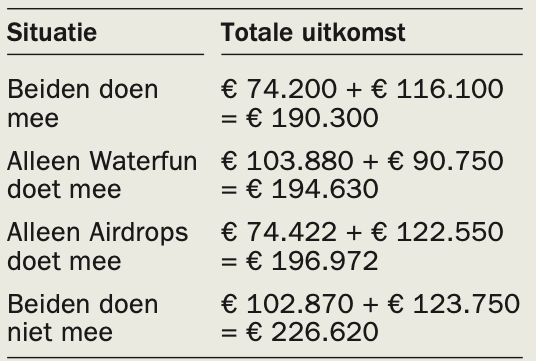 Situatie Totale uitkomst
Beiden doen € 74.200 + € 116.100
mee = € 190.300
Alleen Waterfun € 103.880 + € 90.750
doet mee = € 194.630
Alleen Airdrops € 74.422 + € 122.550
doet mee = € 196.972
Beiden doen € 102.870 + € 123.750
niet mee = € 226.620